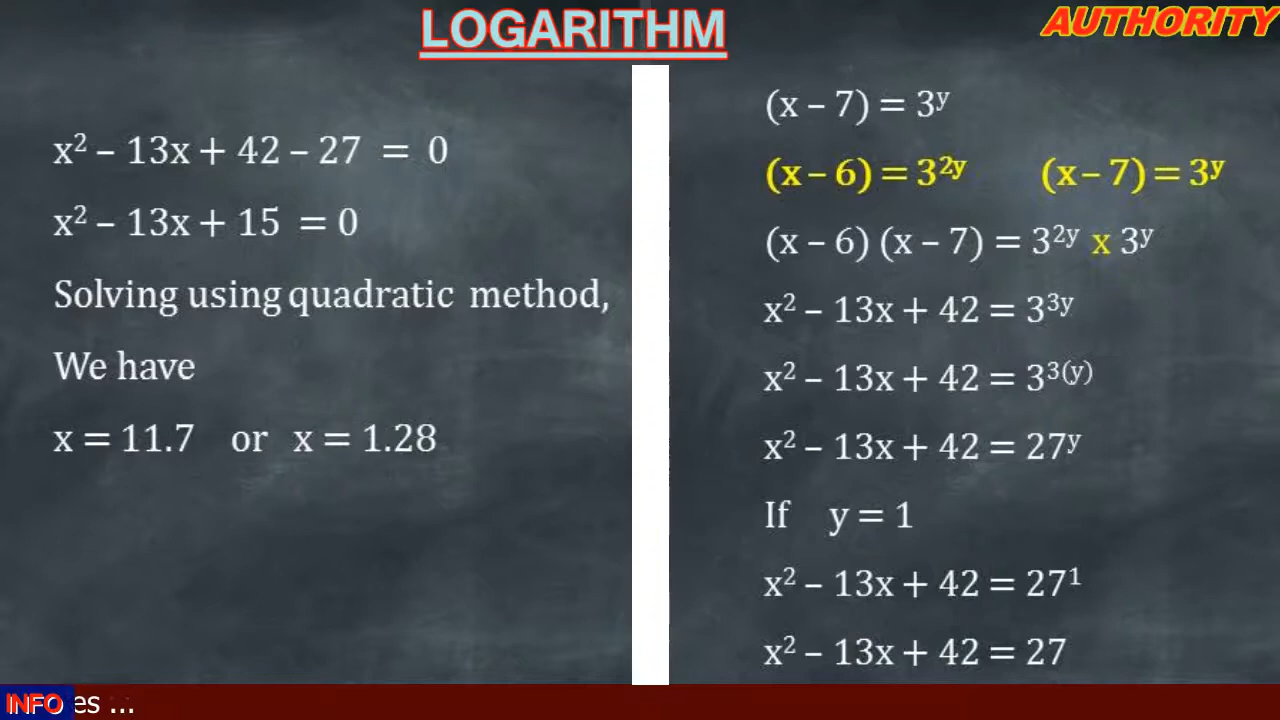 LOGARITHM
AUTHORITY
x² – 13x + 42 – 27 = 0
x² – 13x + 15 = 0
Solving using quadratic method,
We have
x = 11.7 or x = 1.28
(x – 7) = 3ʸ
(x – 6) = 3²ʸ (x – 7) = 3ʸ
(x – 6) (x – 7) = 3²ʸ x 3ʸ
x² – 13x + 42 = 3³ʸ
x² – 13x + 42 = 3³⁽ʸ⁾
x² – 13x + 42 = 27ʸ
If y = 1
x² – 13x + 42 = 27¹
x² – 13x + 42 = 27
INFO es ...